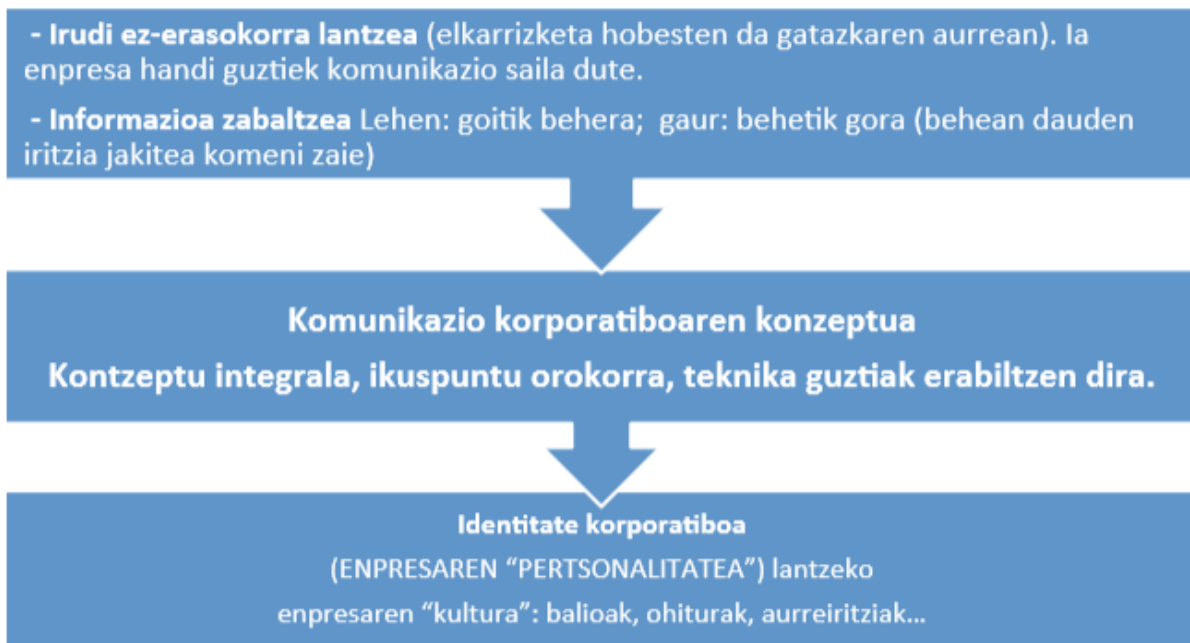 - Irudi ez-erasokorra lantzea (elkarrizketa hobesten da gatazkaren aurrean). Ia
enpresa handi guztiek komunikazio saila dute.
- Informazioa zabaltzea Lehen: goitik behera; gaur: behetik gora (behean dauden
iritzia jakitea komeni zaie)
Komunikazio korporatiboaren konzeptua
Kontzeptu integrala, ikuspuntu orokorra, teknika guztiak erabiltzen dira.
Identitate korporatiboa
(ENPRESAREN “PERTSONALITATEA”) lantzeko
enpresaren “kultura”: balioak, ohiturak, aurreiritziak…